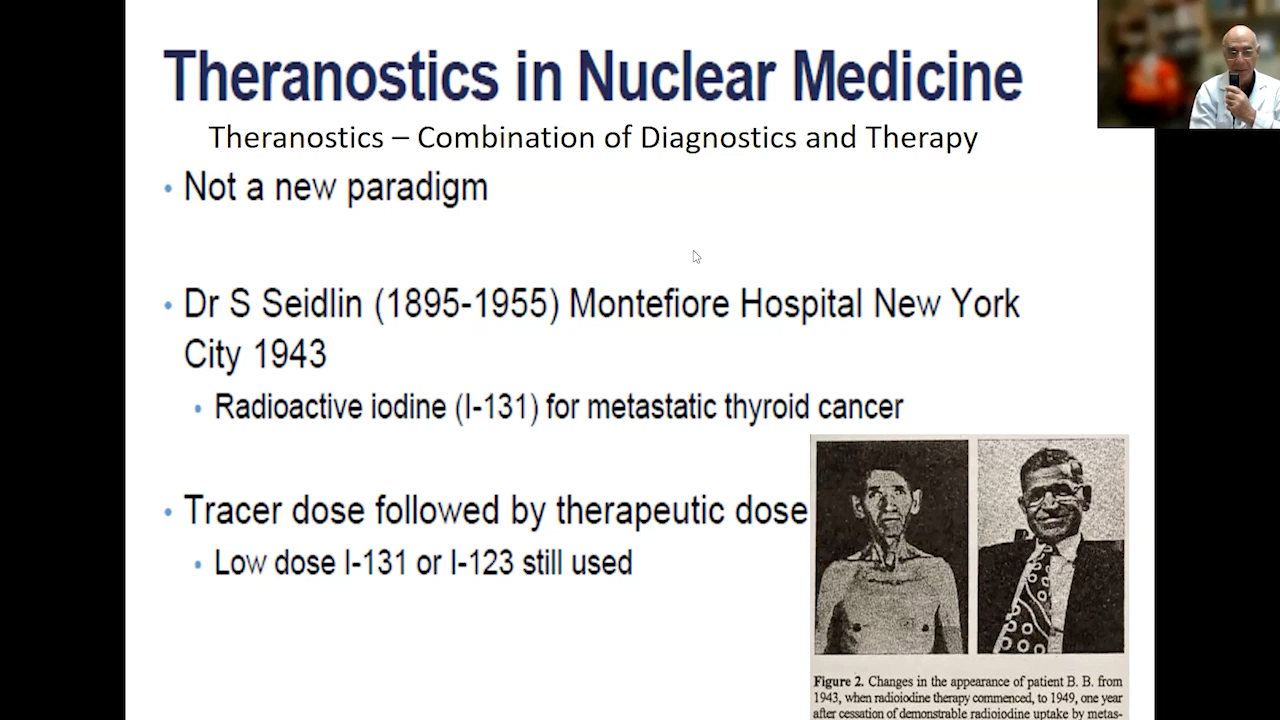 Theranostics in Nuclear Medicine
Theranostics – Combination of Diagnostics and Therapy
• Not a new paradigm
• Dr S Seidlin (1895-1955) Montefiore Hospital New York
City 1943
• Radioactive iodine (I-131) for metastatic thyroid cancer
• Tracer dose followed by therapeutic dose
• Low dose I-131 or I-123 still used
Figure 2. Changes in the appearance of patient B. B. from
1943, when radioiodine therapy commenced, to 1949, one year
after cessation of demonstrable radioiodine uptake by metas-